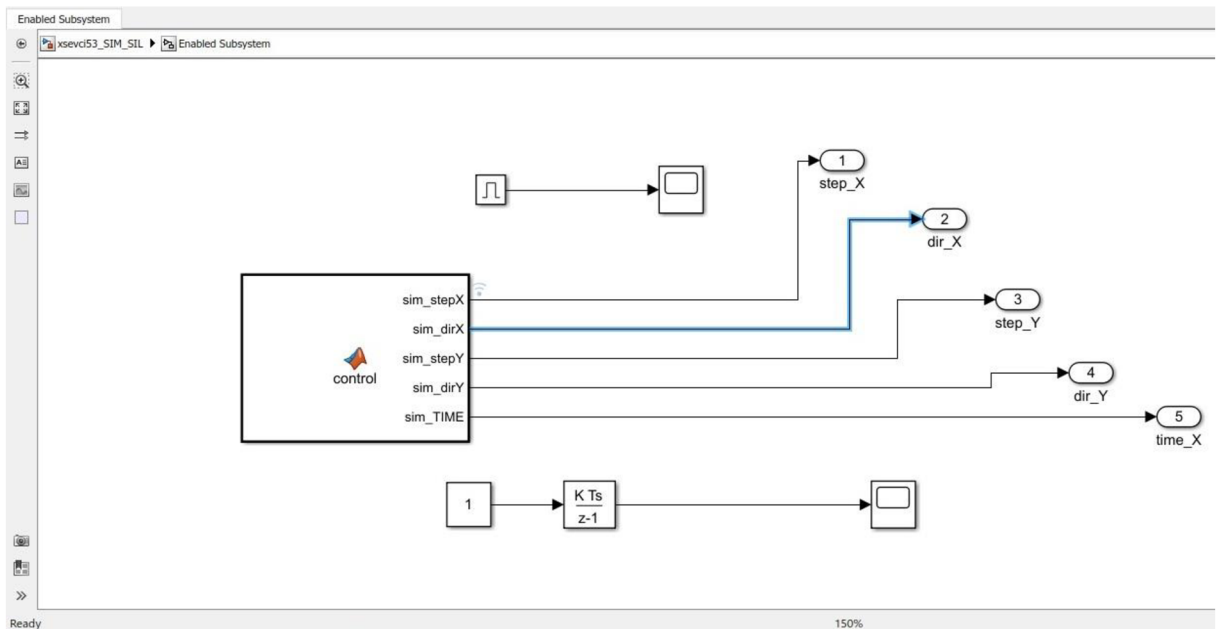 Enabled Subsystem
xsevci53_SIM_SIL Enabled Subsystem
1
step_X
2
dir_X
sim_stepX
3
step_Y
sim_dirX
sim_stepY
control
sim_dirY
4
dir_Y
sim_TIME
5
time_X
1
K Ts
z-1
Ready 150%